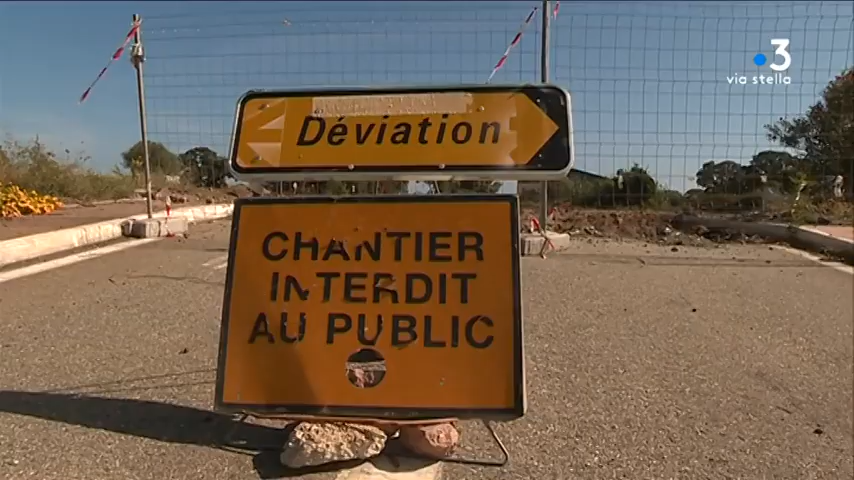 3
via stella
Déviation
CHANTIER
INTERDIT
AU PUBLIC